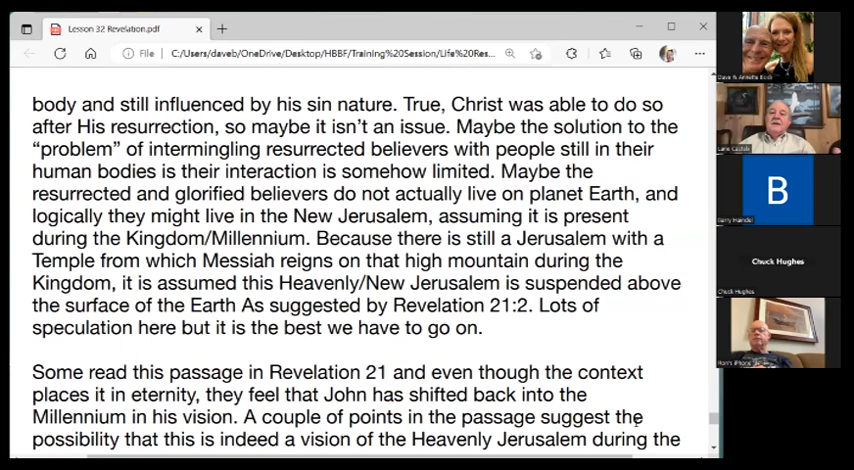 Lesson 32 Revelation.pdf
File
C:/Users/daveb/OneDrive/Desktop/HBBF/Training%20Session/Life%20Res...
body and still influenced by his sin nature. True, Christ was able to do so
after His resurrection, so maybe it isn't an issue. Maybe the solution to the
“problem” of intermingling resurrected believers with people still in their
human bodies is their interaction is somehow limited. Maybe the
resurrected and glorified believers do not actually live on planet Earth, and
logically they might live in the New Jerusalem, assuming it is present
during the Kingdom/Millennium. Because there is still a Jerusalem with a
Temple from which Messiah reigns on that high mountain during the
Kingdom, it is assumed this Heavenly/New Jerusalem is suspended above
the surface of the Earth As suggested by Revelation 21:2. Lots of
speculation here but it is the best we have to go on.
Some read this passage in Revelation 21 and even though the context
places it in eternity, they feel that John has shifted back into the
Millennium in his vision. A couple of points in the passage suggest the
possibility that this is indeed a vision of the Heavenly Jerusalem during the
B
Chuck Hughes
Chuck Hughes
Ron's iPhone